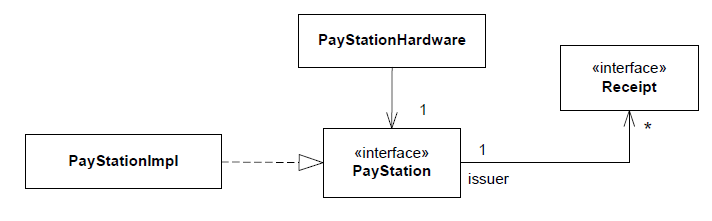 PayStationHardware
«interface»
Receipt
1
*
«interface»
PayStation
1
issuer
PayStationImpl